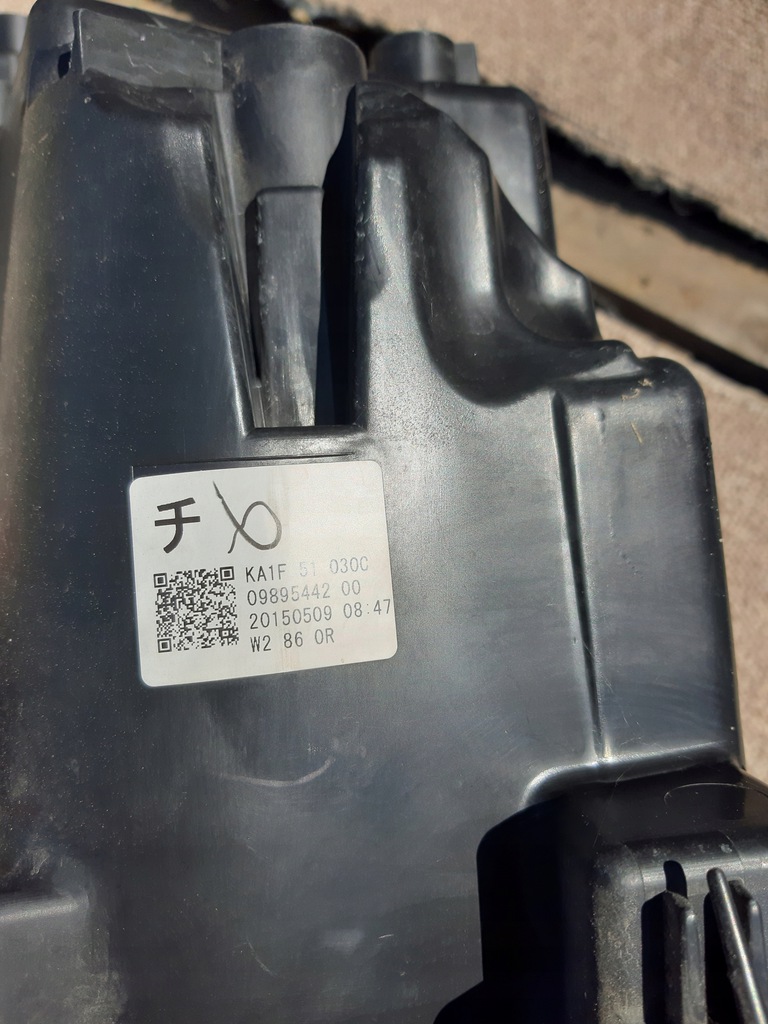 チ
KA1F 51 030C
09895442 00
20150509 08:47
W2 86 0R